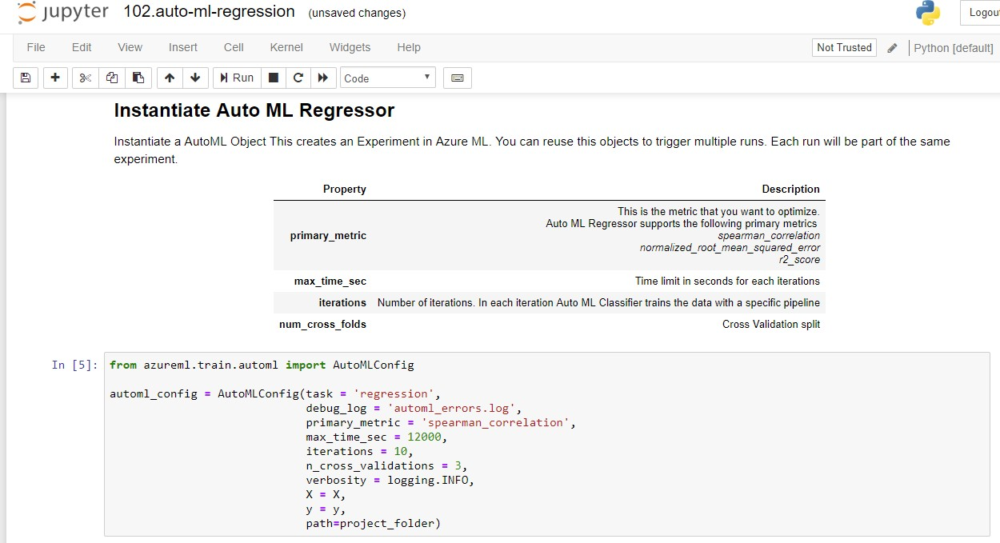 jupyter 102.auto-ml-regression (unsaved changes) Logou
File Edit View Insert Cell Kernel Widgets Help Not Trusted Python [default]
Run Code
Instantiate Auto ML Regressor
Instantiate a AutoML Object This creates an Experiment in Azure ML. You can reuse this objects to trigger multiple runs. Each run will be part of the same
experiment.
Property Description
This is the metric that you want to optimize.
Auto ML Regressor supports the following primary metrics
primary_metric spearman_correlation
normalized_root_mean_squared_error
r2_score
max_time_sec Time limit in seconds for each iterations
iterations Number of iterations. In each iteration Auto ML Classifier trains the data with a specific pipeline
num_cross_folds Cross Validation split
In [5]: from azureml.train.automl import AutoMLConfig
automl_config = AutoMLConfig(task = 'regression',
debug_log = 'automl_errors.log',
primary_metric = 'spearman_correlation',
max_time_sec = 12000,
iterations = 10,
n_cross_validations = 3,
verbosity = logging.INFO,
X = X,
y = y,
path=project_folder)